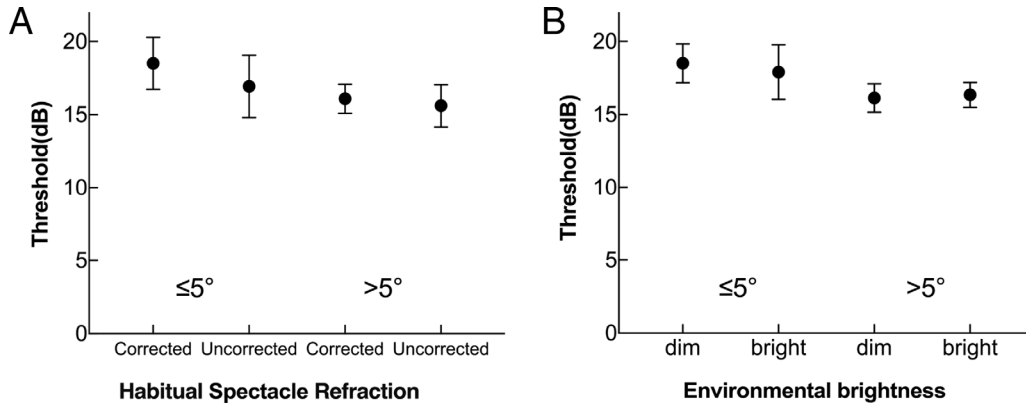 A
Threshold(dB)
20
15
10
5
0
≤5°
>5°
Corrected Uncorrected Corrected Uncorrected
Habitual Spectacle Refraction
B
Threshold(dB)
20
15
10
5
0
≤5°
>5°
dim bright dim bright
Environmental brightness